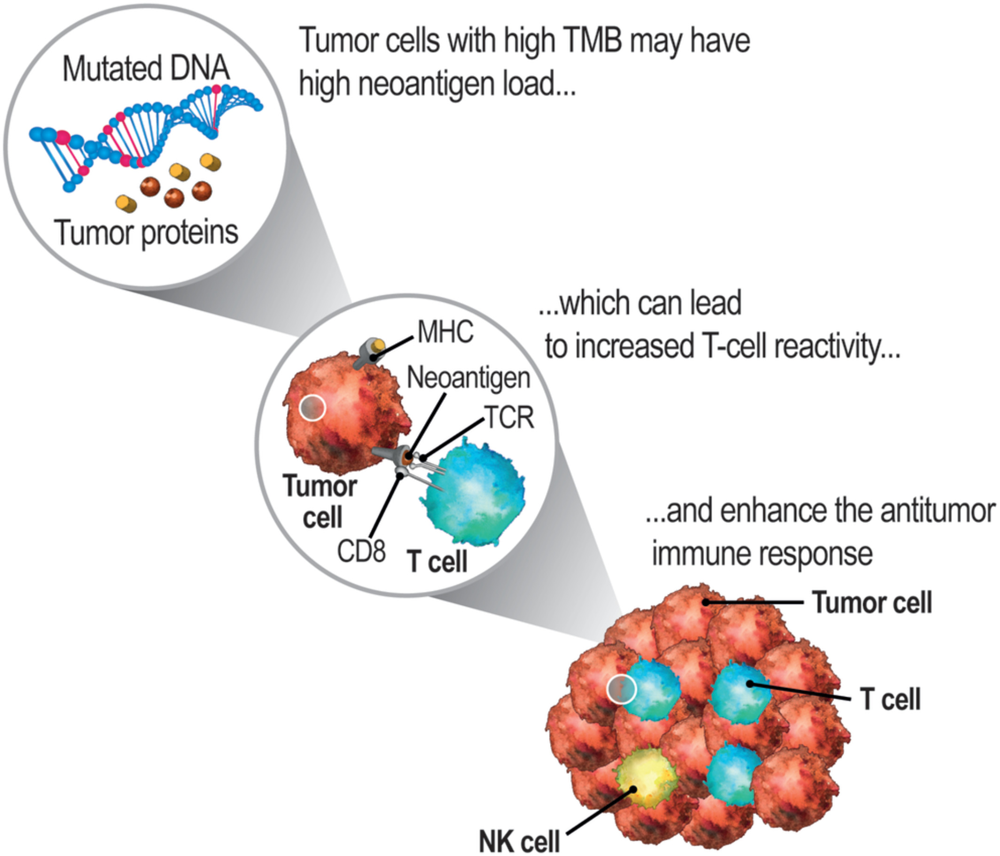 Tumor cells with high TMB may have
high neoantigen load...
Mutated DNA
Tumor proteins
...which can lead
to increased T-cell reactivity...
MHC
Neoantigen
TCR
Tumor
cell
CD8
T cell
...and enhance the antitumor
immune response
Tumor cell
T cell
NK cell